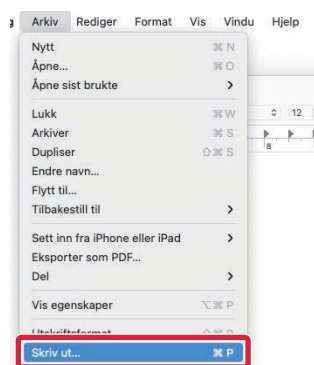 Arkiv Rediger Format Vis Vindu Hjelp
Nytt ⌘ N
Åpne... ⌘ O
Åpne sist brukte >
12
Lukk ⌘ W
Arkiver ⌘ S
8
Dupliser ⇧ ⌘ S
Endre navn...
Flytt til...
Tilbakestill til >
Sett inn fra iPhone eller iPad >
Eksporter som PDF...
Del >
Vis egenskaper ⌥ ⌘ P
Utskriftsformat ⇧ ⌘ P
Skriv ut... ⌘ P